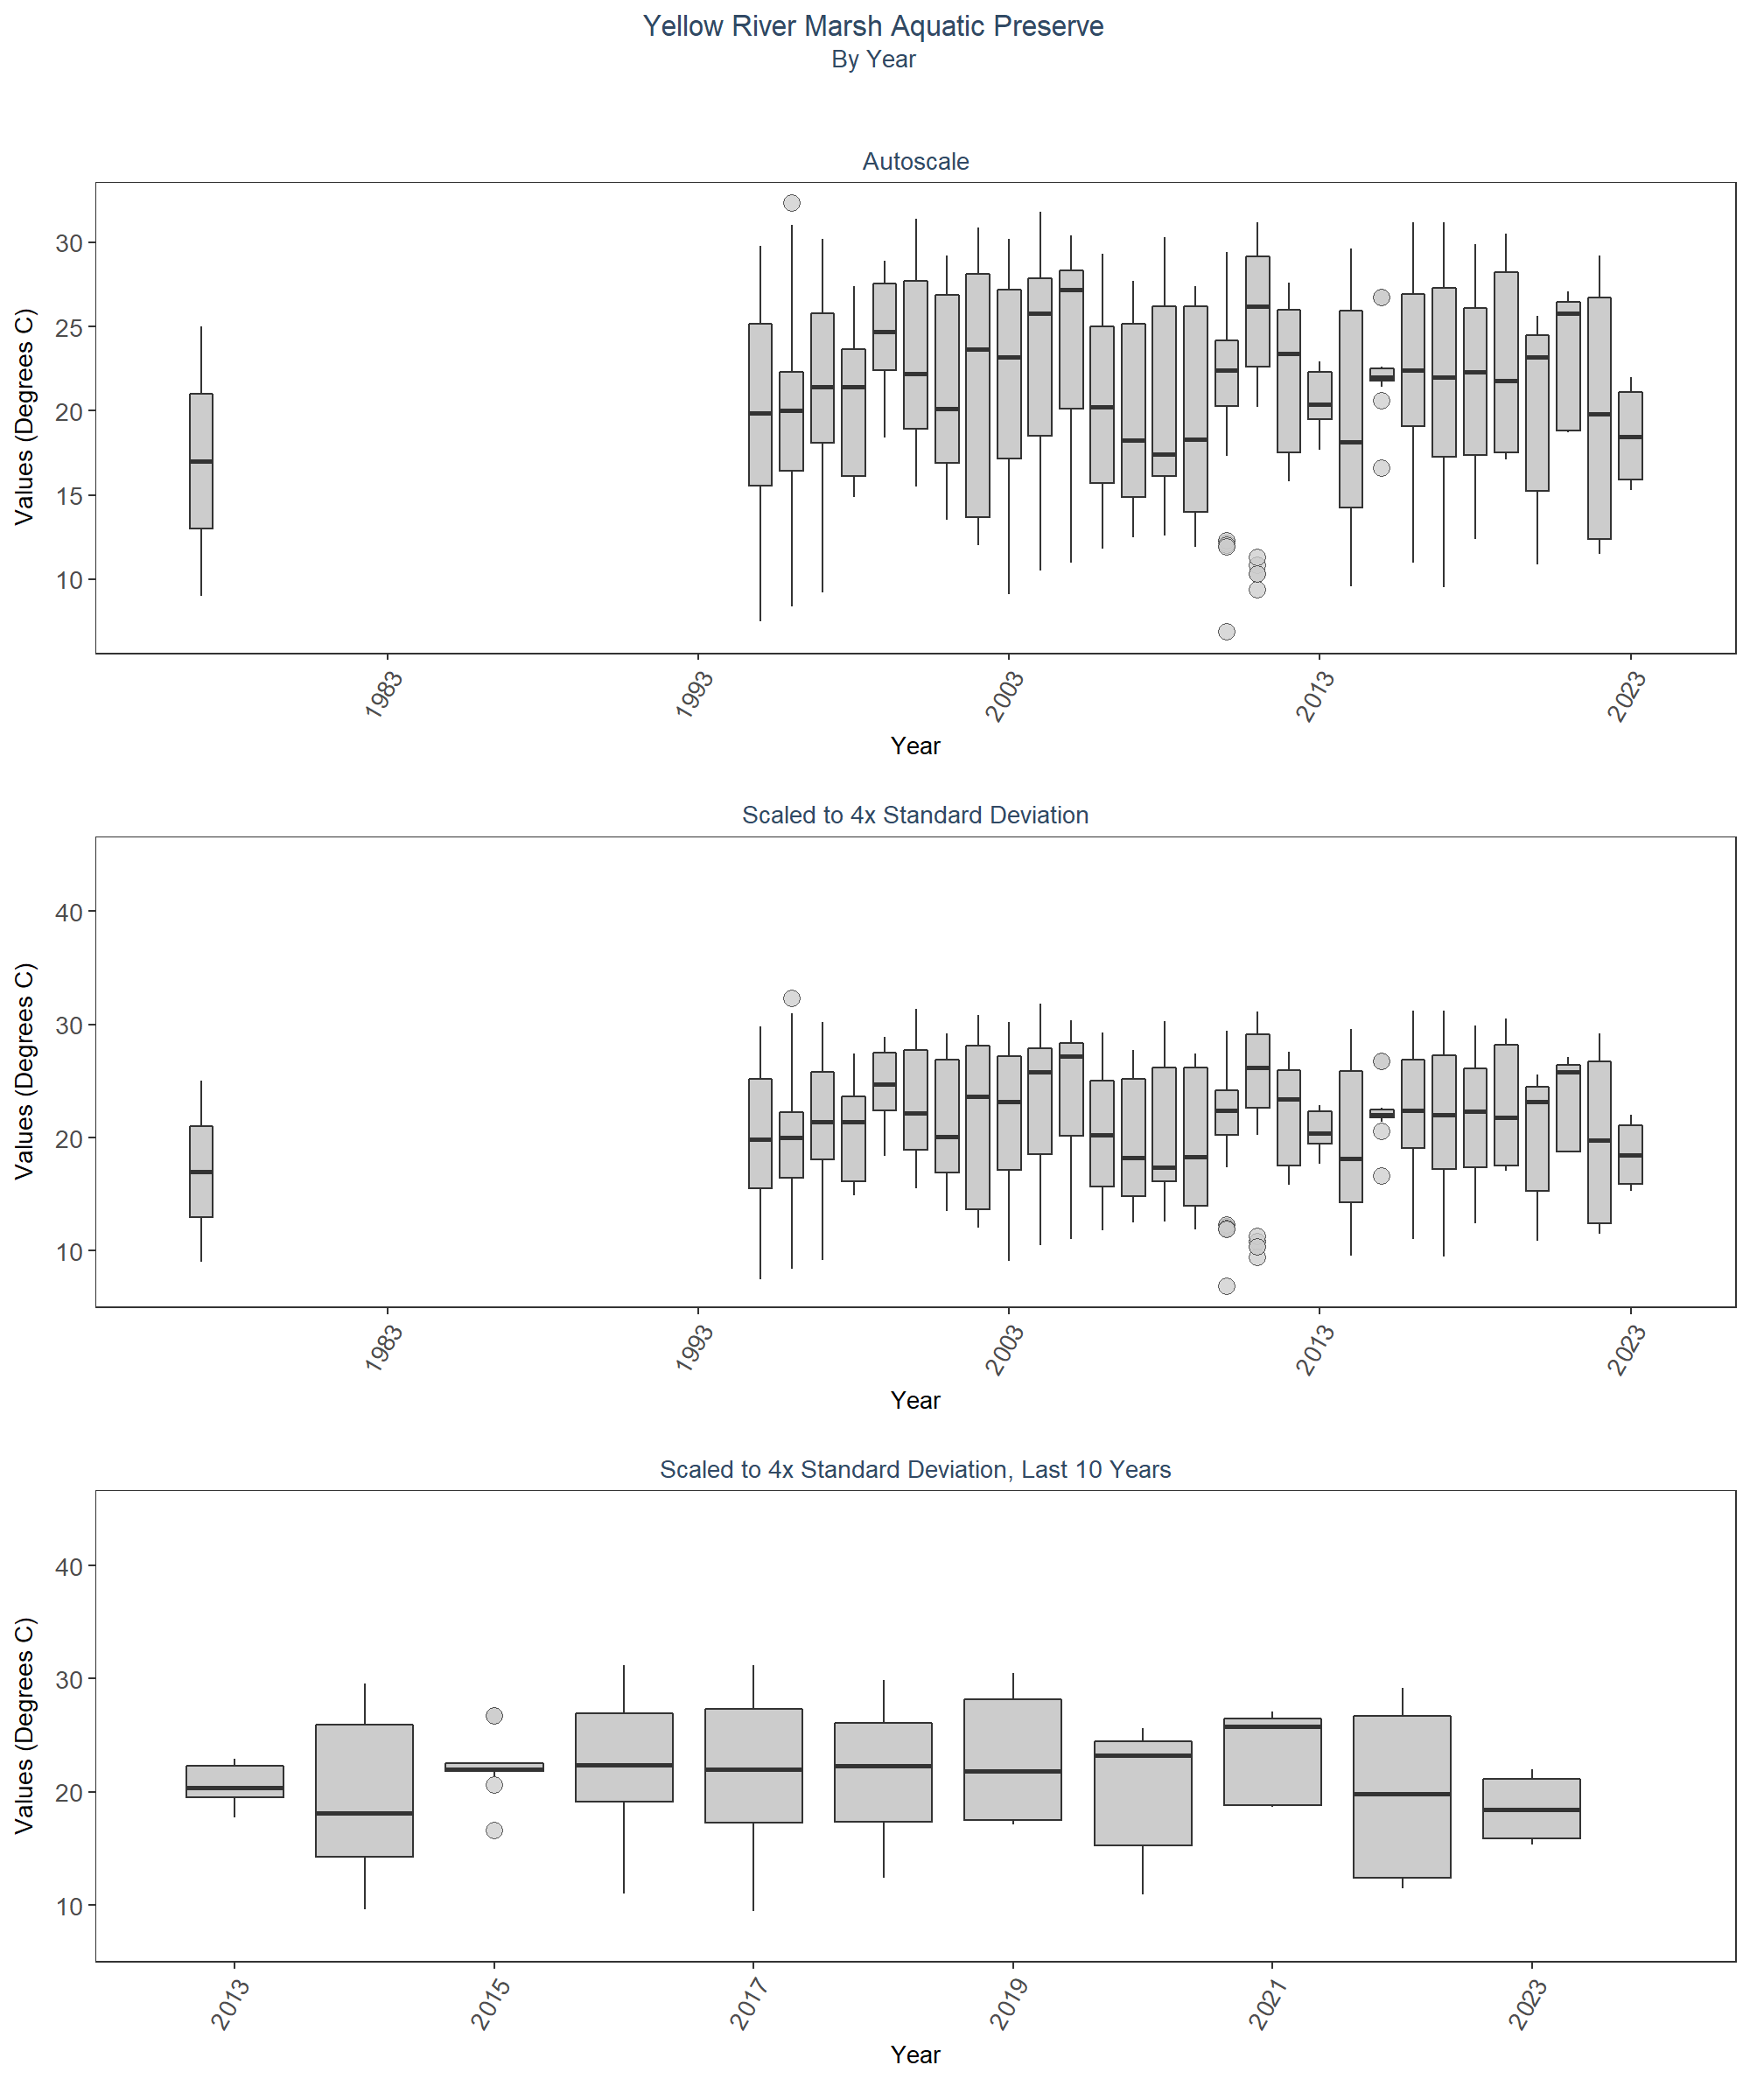 Yellow River Marsh Aquatic Preserve
By Year
Autoscale
Values (Degrees C)
30
25
20
15
10
1983
1993
2003
2013
2023
Year
Scaled to 4x Standard Deviation
Values (Degrees C)
40
30
20
10
1983
1993
2003
2013
2023
Year
Scaled to 4x Standard Deviation, Last 10 Years
Values (Degrees C)
40
30
20
10
2013
2015
2017
2019
2021
2023
Year